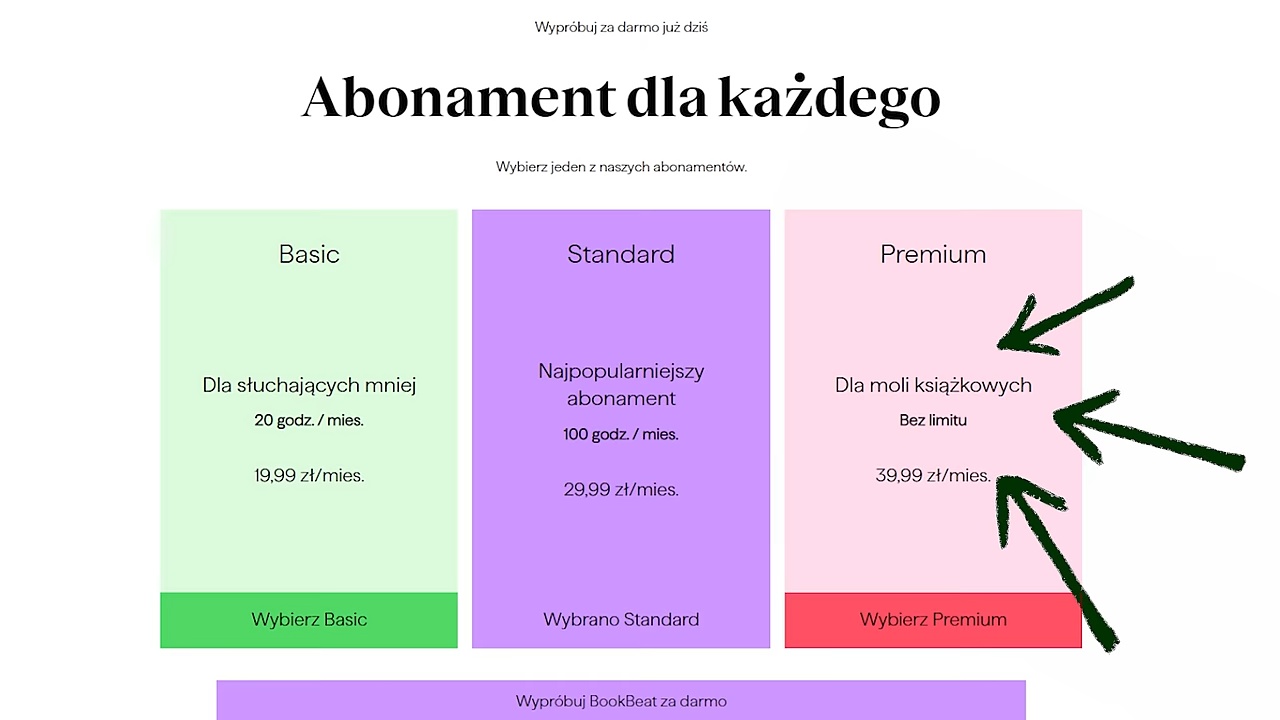 Wypróbuj za darmo już dziś
Abonament dla każdego
Wybierz jeden z naszych abonamentów.
Basic
Dla słuchających mniej
20 godz. / mies.
19,99 zł/mies.
Wybierz Basic
Standard
Najpopularniejszy
abonament
100 godz. / mies.
29,99 zł/mies.
Wybrano Standard
Premium
Dla moli książkowych
Bez limitu
39,99 zł/mies.
Wybierz Premium
Wypróbuj BookBeat za darmo